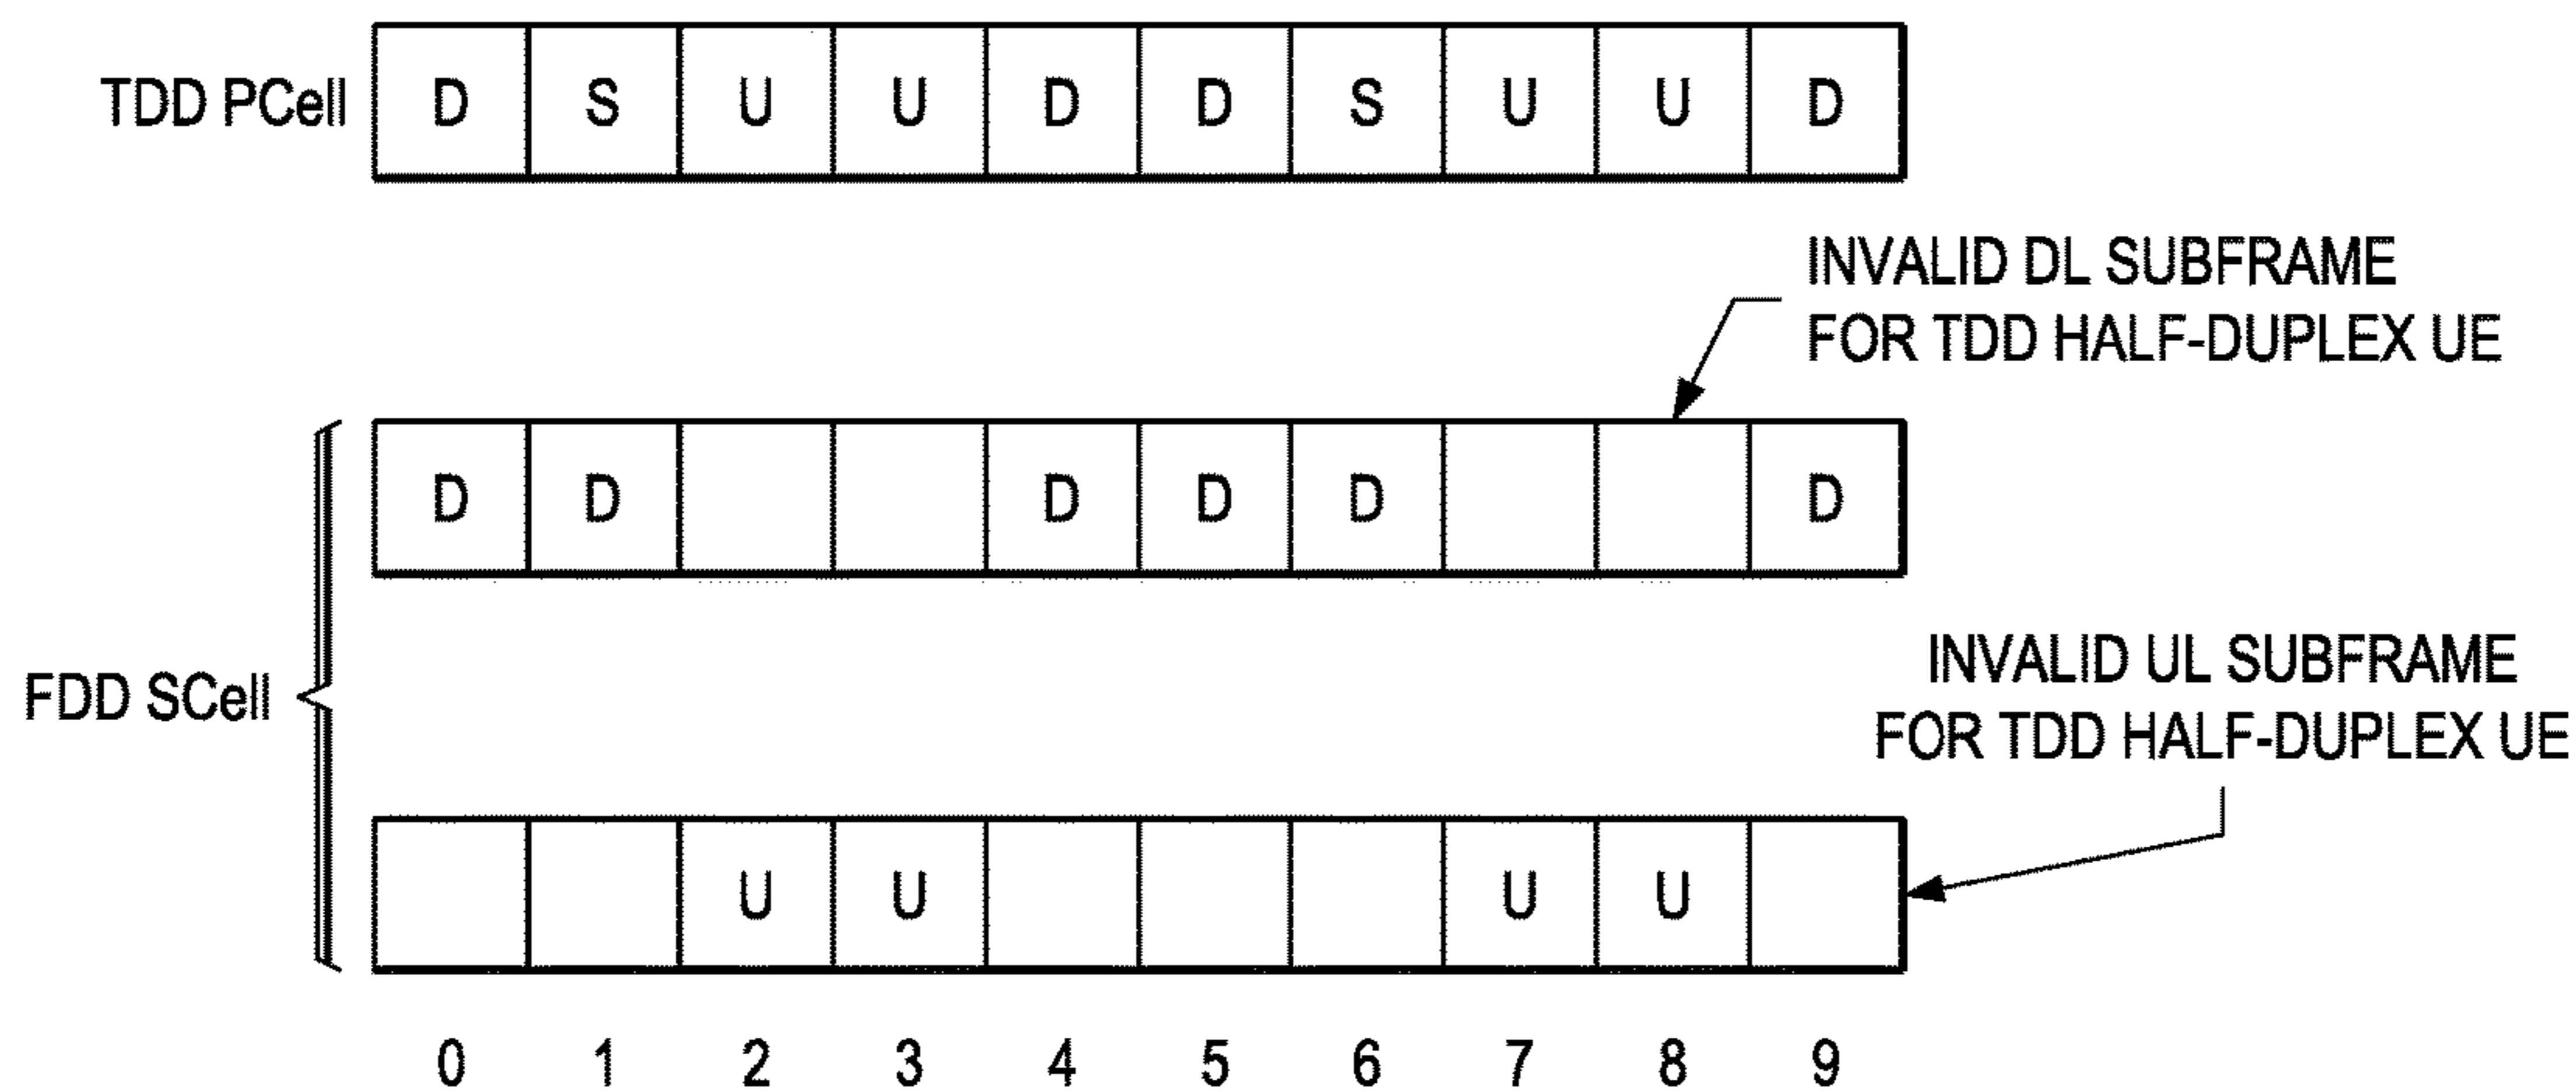 TDD PCell D S U U D D S U U D
INVALID DL SUBFRAME
FOR TDD HALF-DUPLEX UE
D D D D D D
FDD SCell
INVALID UL SUBFRAME
FOR TDD HALF-DUPLEX UE
U U U U
0 1 2 3 4 5 6 7 8 9